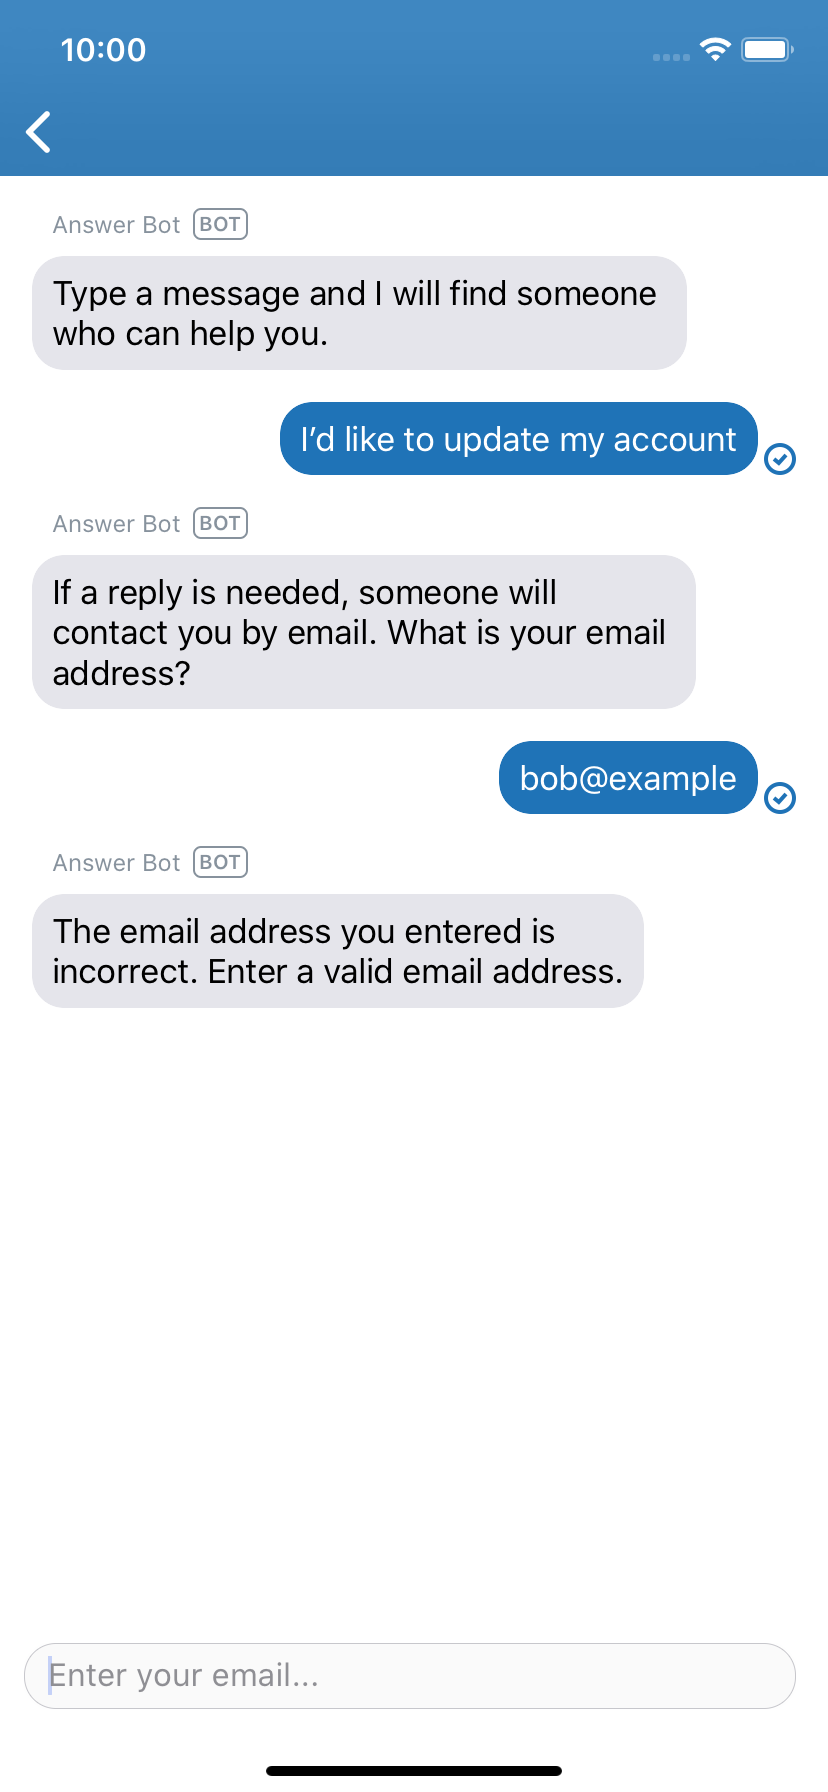 10:00
Answer Bot BOT
Type a message and I will find someone
who can help you.
I’d like to update my account
Answer Bot BOT
If a reply is needed, someone will
contact you by email. What is your email
address?
bob@example
Answer Bot BOT
The email address you entered is
incorrect. Enter a valid email address.
Enter your email...